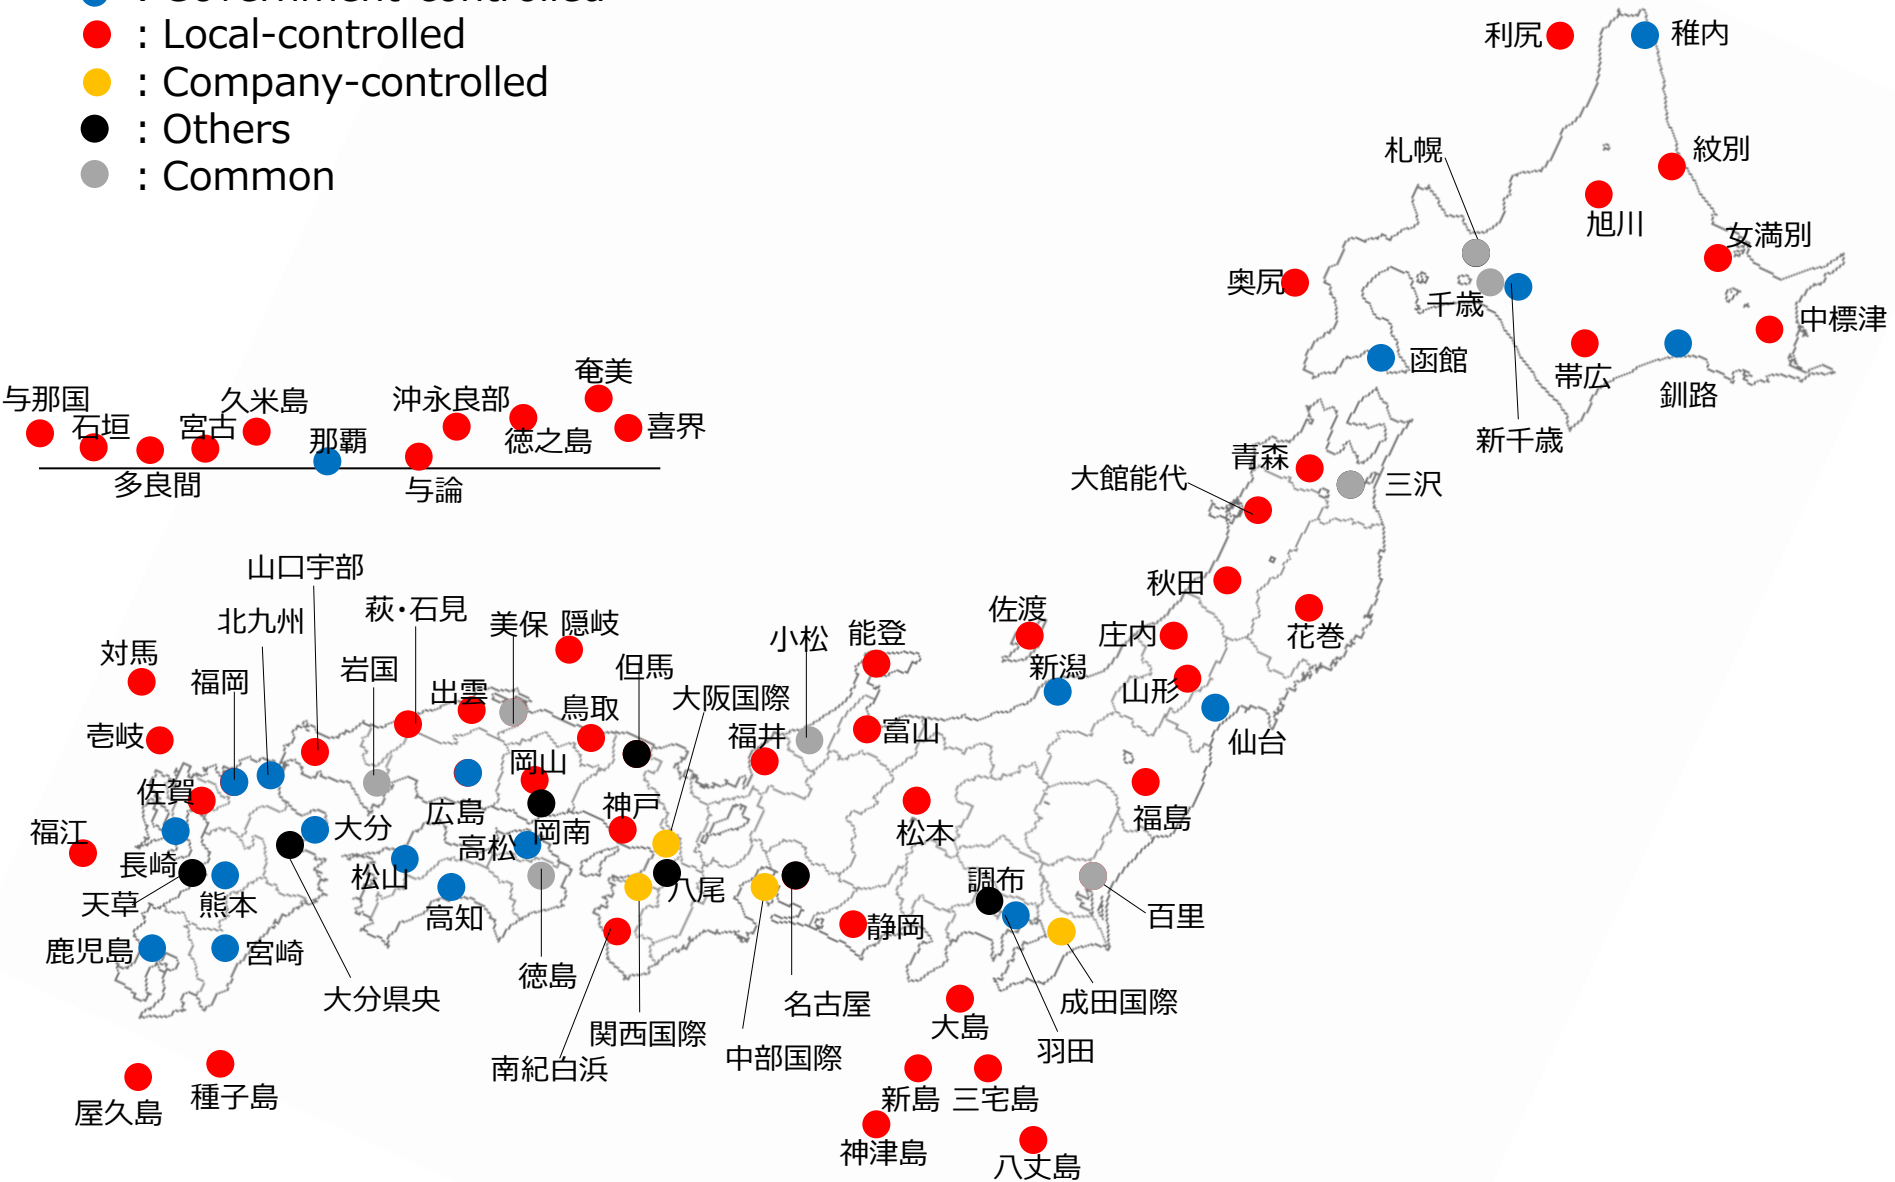 : Government-controlled
: Local-controlled
: Company-controlled
: Others
: Common
利尻
稚内
札幌
紋別
旭川
女満別
奥尻
千歳
中標津
函館
帯広
釧路
新千歳
与那国
石垣
多良間
宮古
久米島
那覇
与論
沖永良部
徳之島
奄美
喜界
青森
三沢
大館能代
秋田
花巻
佐渡
庄内
新潟
山形
仙台
福島
山口宇部
北九州
萩・石見
美保
隠岐
対馬
福岡
岩国
出雲
但馬
鳥取
大阪国際
小松
能登
福井
富山
壱岐
佐賀
岡山
広島
岡南
神戸
松本
福江
長崎
大分
高松
松山
天草
熊本
高知
八尾
調布
百里
静岡
鹿児島
宮崎
大分県央
徳島
関西国際
南紀白浜
名古屋
中部国際
成田国際
羽田
大島
新島
三宅島
神津島
八丈島
屋久島
種子島